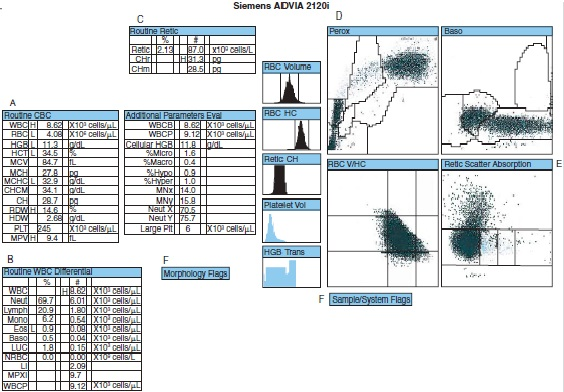 Siemens ADVIA 2120i
C
Routine Retic
% #
Retic 2.13 87.0 x10⁹ cells/L
CHr H 31.3 pg
CHm 28.5 pg
D
Perox
Baso
RBC Volume
RBC HC
Retic CH
Platelet Vol
HGB Trans
RBC V/HC
Retic Scatter Absorption
E
A
Routine CBC
WBC H 8.62 X10³ cells/µL
RBC L 4.08 X10⁶ cells/µL
HGB L 11.3 g/dL
HCT L 34.5 %
MCV 84.7 fL
MCH 27.8 pg
MCHC L 32.9 g/dL
CHCM 34.1 g/dL
CH 28.7 pg
RDW H 14.6 %
HDW 2.68 g/dL
PLT 245 X10³ cells/µL
MPV H 9.4 fL
Additional Parameters Eval
WBCB 8.62 X10³ cells/µL
WBCP 9.12 X10³ cells/µL
Cellular HGB 11.8 g/dL
%Micro 1.6
%Macro 0.4
%Hypo 0.9
%Hyper 1.0
MNx 14.0
MNy 15.8
Neut X 70.5
Neut Y 75.7
Large Plt 6 X10³ cells/µL
B
Routine WBC Differential
% #
WBC H 8.62 X10³ cells/µL
Neut 69.7 6.01 X10³ cells/µL
Lymph 20.9 1.80 X10³ cells/µL
Mono 6.2 0.54 X10³ cells/µL
Eos L 0.9 0.08 X10³ cells/µL
Baso 0.5 0.04 X10³ cells/µL
LUC 1.8 0.15 X10³ cells/µL
NRBC 0.0 0.00 X10⁹ cells/L
LI 2.09
MPXI 9.7
WBCP 9.12 X10³ cells/µL
F
Morphology Flags
F
Sample/System Flags